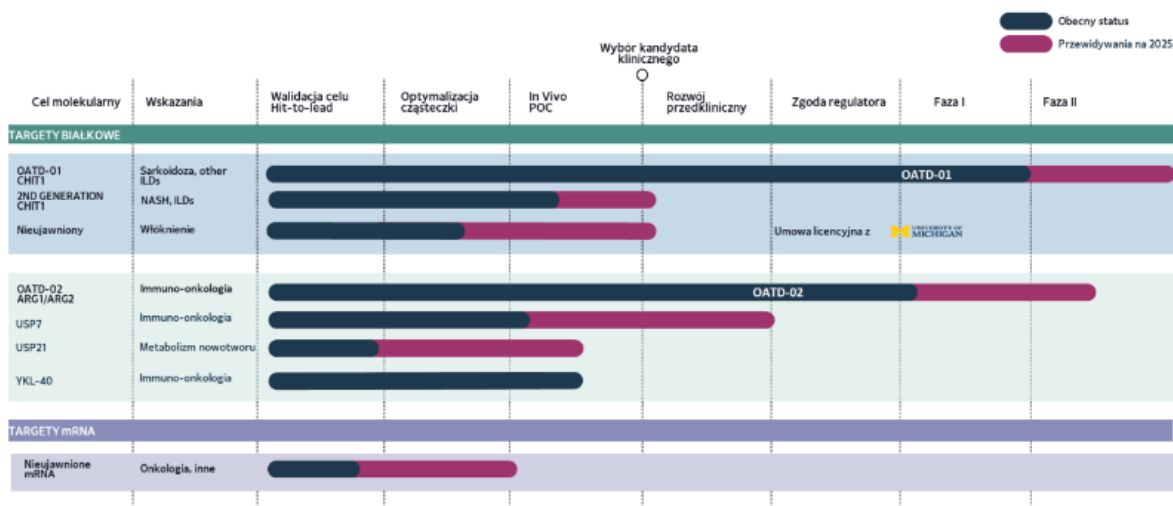 Obecny status
Przewidywania na 2025
Wybór kandydata
klinicznego
Cel molekularny
Wskazania
Walidacja celu
Hit-to-lead
Optymalizacja
cząsteczki
In Vivo
POC
Rozwój
przedkliniczny
Zgoda regulatora
Faza I
Faza II
TARGETY BIAŁKOWE
OATD-01
CHIT1
Sarkoidoza, other
ILDs
OATD-01
2ND GENERATION
CHIT1
NASH, ILDs
Nieujawniony
Włóknienie
Umowa licencyjna z
M
UNIVERSITY OF
MICHIGAN
OATD-02
ARG1/ARG2
Immuno-onkologia
OATD-02
USP7
Immuno-onkologia
USP21
Metabolizm nowotworu
YKL-40
Immuno-onkologia
TARGETY mRNA
Nieujawnione
mRNA
Onkologia, inne